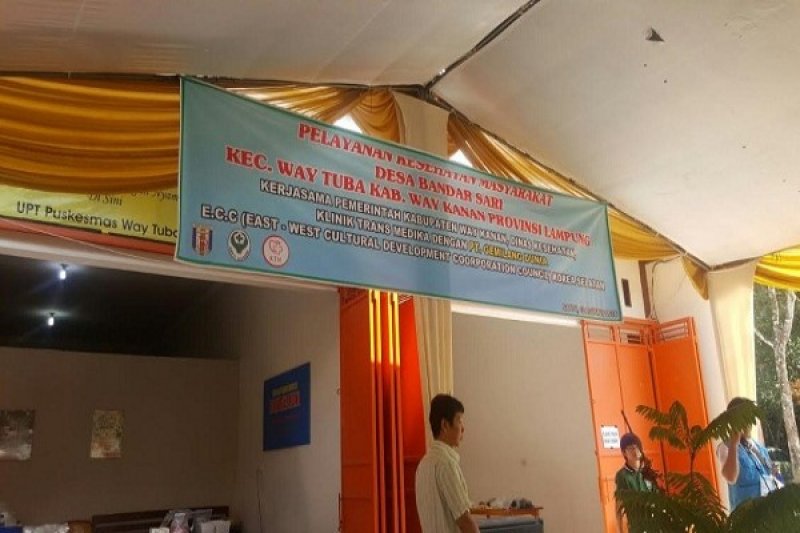 PELAYANAN KESEHATAN MASYARAKAT
DESA BANDAR SARI
KEC. WAY TUBA KAB. WAY KANAN PROVINSI LAMPUNG
KERJASAMA PEMERINTAH KABUPATEN WAY KANAN, DINAS KESEHATAN,
KLINIK TRANS MEDIKA DENGAN PT. GEMILANG DUNIA
E.C.C (EAST - WEST CULTURAL DEVELOPMENT COORPORATION COUNCIL) KOREA SELATAN
Di Sini
UPT Puskesmas Way Tuba